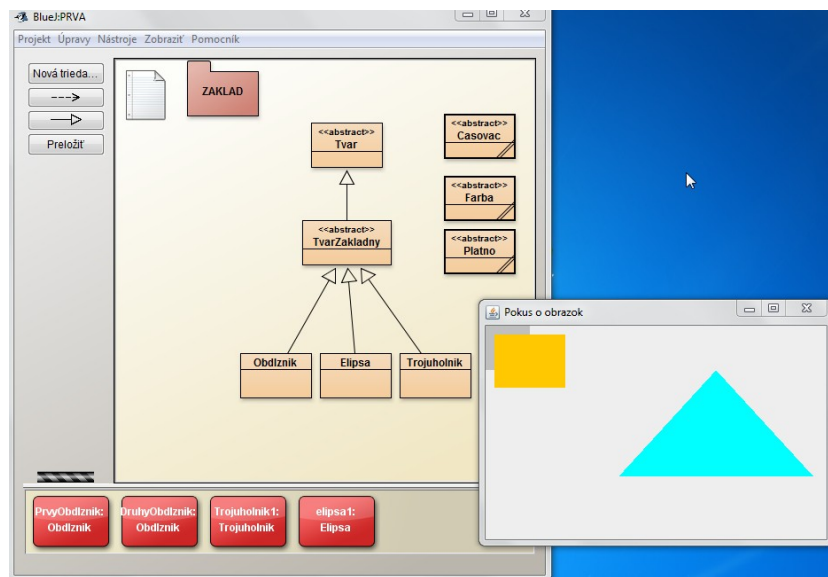 BlueJ:PRVA
Projekt Úpravy Nástroje Zobraziť Pomocník
Nová trieda...
Preložiť
ZAKLAD
<<abstract>>
Tvar
<<abstract>>
Casovac
<<abstract>>
Farba
<<abstract>>
TvarZakladny
<<abstract>>
Platno
Obdlznik
Elipsa
Trojuholnik
Pokus o obrazok
PrvyObdlznik:
Obdlznik
DruhyObdlznik:
Obdlznik
Trojuholnik1:
Trojuholnik
elipsa1:
Elipsa